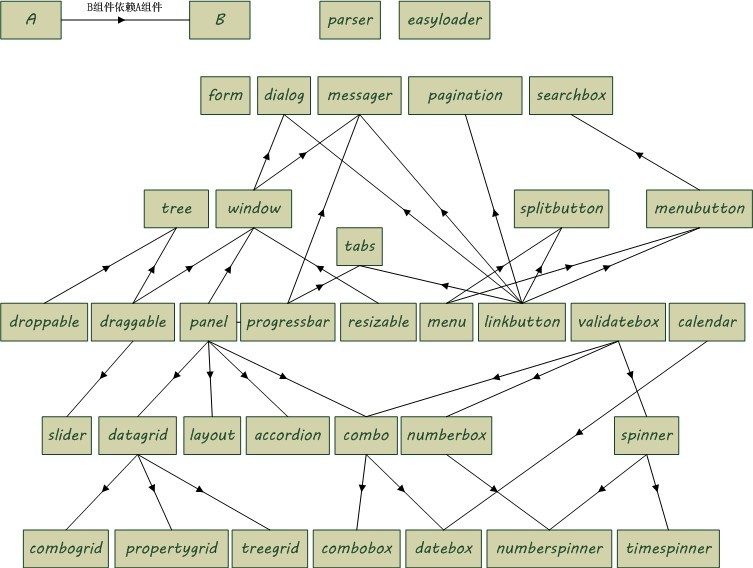 B组件依赖A组件
A
B
parser
easyloader
form
dialog
messager
pagination
searchbox
tree
window
splitbutton
menubutton
tabs
droppable
draggable
panel
progressbar
resizable
menu
linkbutton
validatebox
calendar
slider
datagrid
layout
accordion
combo
numberbox
spinner
combogrid
propertygrid
treegrid
combobox
datebox
numberspinner
timespinner